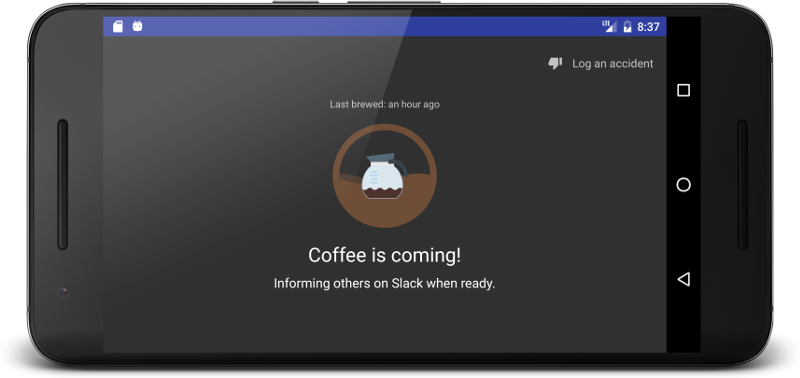 LTE 8:37
Log an accident
Last brewed: an hour ago
Coffee is coming!
Informing others on Slack when ready.